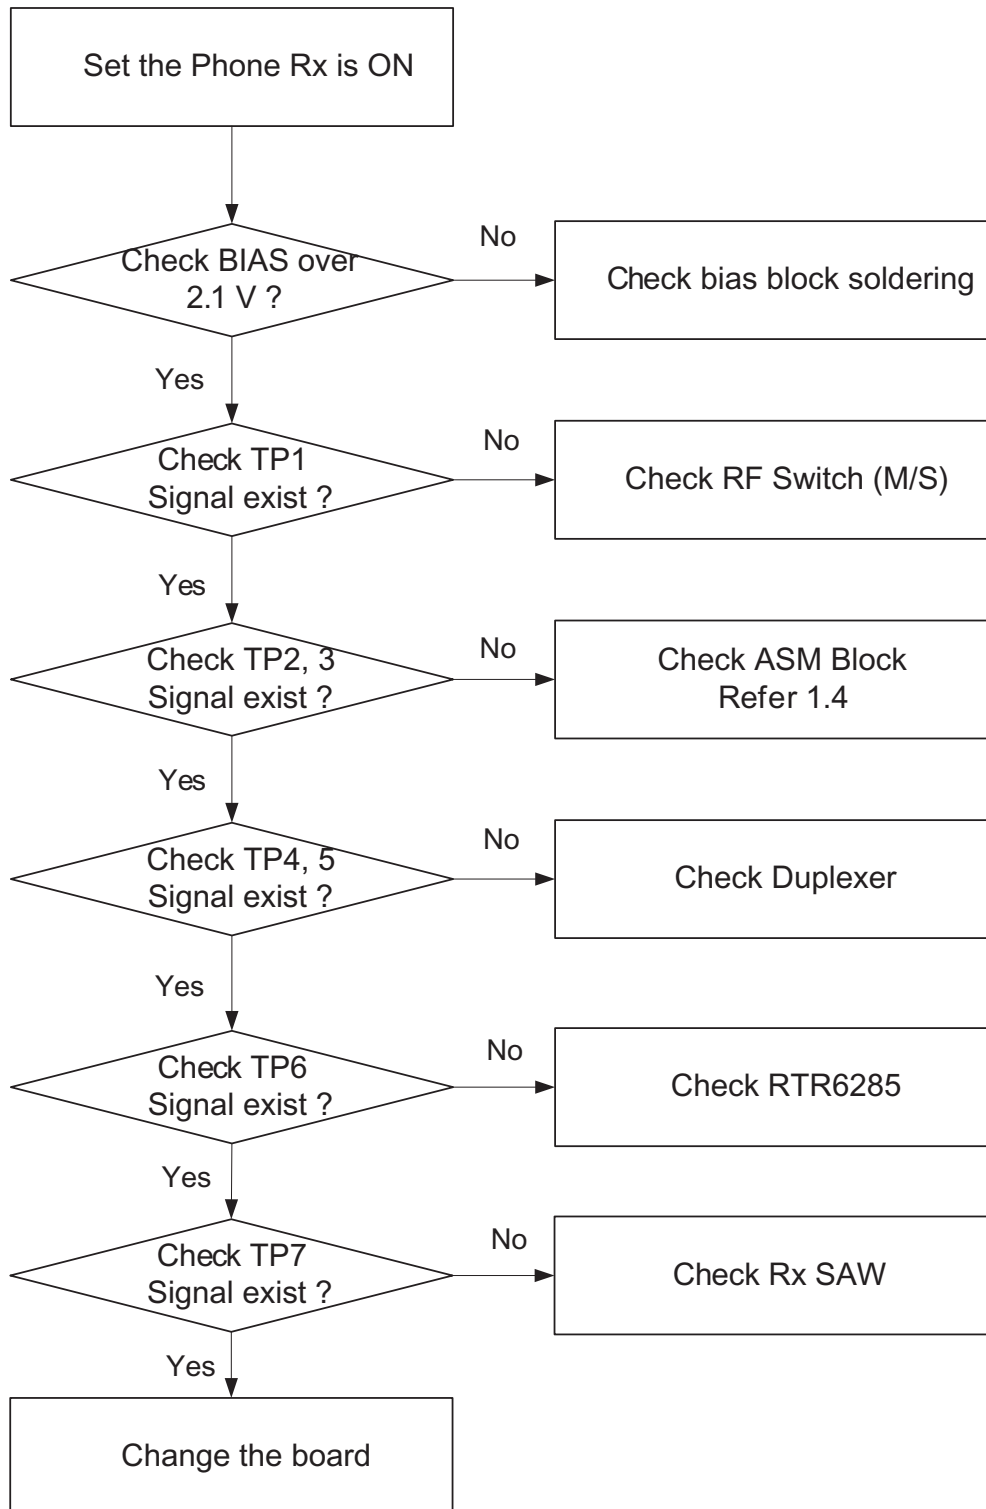 Set the Phone Rx is ON
Check BIAS over
2.1 V ?
No
Check bias block soldering
Yes
Check TP1
Signal exist ?
No
Check RF Switch (M/S)
Yes
Check TP2, 3
Signal exist ?
No
Check ASM Block
Refer 1.4
Yes
Check TP4, 5
Signal exist ?
No
Check Duplexer
Yes
Check TP6
Signal exist ?
No
Check RTR6285
Yes
Check TP7
Signal exist ?
No
Check Rx SAW
Yes
Change the board